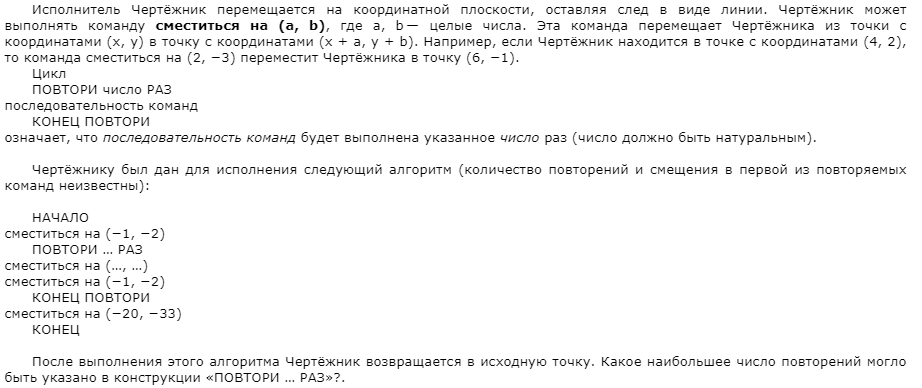 Исполнитель Чертёжник перемещается на координатной плоскости, оставляя след в виде линии. Чертёжник может
выполнять команду сместиться на (a, b), где a, b — целые числа. Эта команда перемещает Чертёжника из точки с
координатами (x, y) в точку с координатами (x + a, y + b). Например, если Чертёжник находится в точке с координатами (4, 2),
то команда сместиться на (2, −3) переместит Чертёжника в точку (6, −1).
Цикл
ПОВТОРИ число РАЗ
последовательность команд
КОНЕЦ ПОВТОРИ
означает, что последовательность команд будет выполнена указанное число раз (число должно быть натуральным).
Чертёжнику был дан для исполнения следующий алгоритм (количество повторений и смещения в первой из повторяемых
команд неизвестны):
НАЧАЛО
сместиться на (−1, −2)
ПОВТОРИ … РАЗ
сместиться на (…, …)
сместиться на (−1, −2)
КОНЕЦ ПОВТОРИ
сместиться на (−20, −33)
КОНЕЦ
После выполнения этого алгоритма Чертёжник возвращается в исходную точку. Какое наибольшее число повторений могло
быть указано в конструкции «ПОВТОРИ … РАЗ»?.